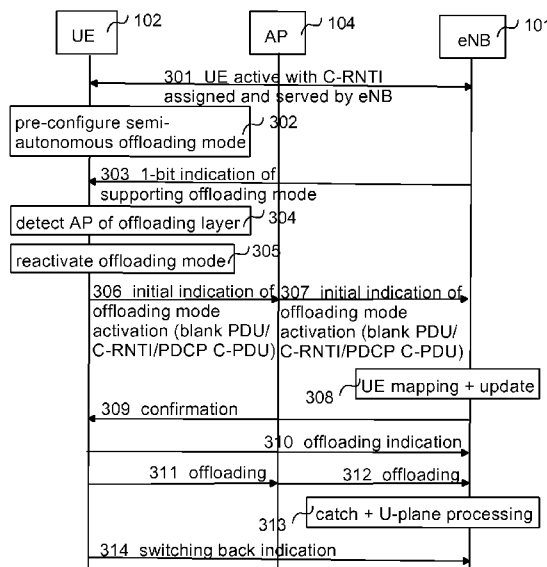 102
104
101
UE
AP
eNB
301 UE active with C-RNTI
assigned and served by eNB
pre-configure semi-
autonomous offloading mode
302
303 1-bit indication of
supporting offloading mode
detect AP of offloading layer
304
reactivate offloading mode
305
306 initial indication of
offloading mode
activation (blank PDU/
C-RNTI/PDCP C-PDU)
307 initial indication of
offloading mode
activation (blank PDU/
C-RNTI/PDCP C-PDU)
308
UE mapping + update
309 confirmation
310 offloading indication
311 offloading
312 offloading
313
catch + U-plane processing
314 switching back indication